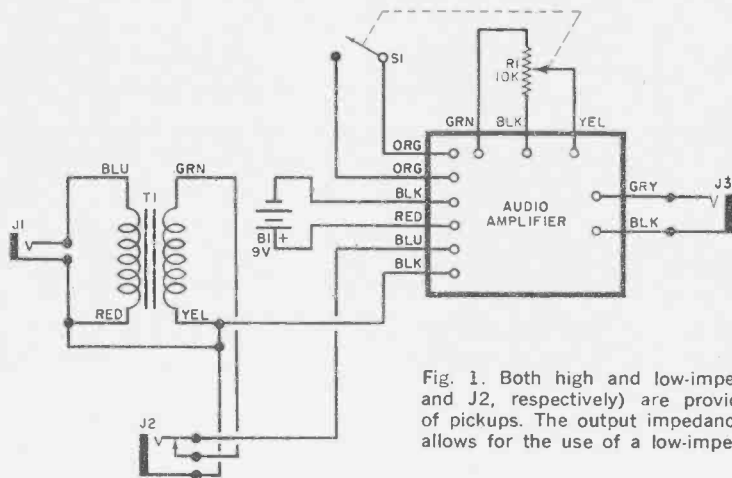 S1
R1
10K
GRN
BLK
YEL
ORG
ORG
BLK
RED
BLU
BLK
AUDIO
AMPLIFIER
GRY
BLK
J3
BLU
GRN
T1
J1
RED
YEL
B1
+
9V
J2
Fig. 1. Both high and low-impe
and J2, respectively) are provid
of pickups. The output impedanc
allows for the use of a low-impe